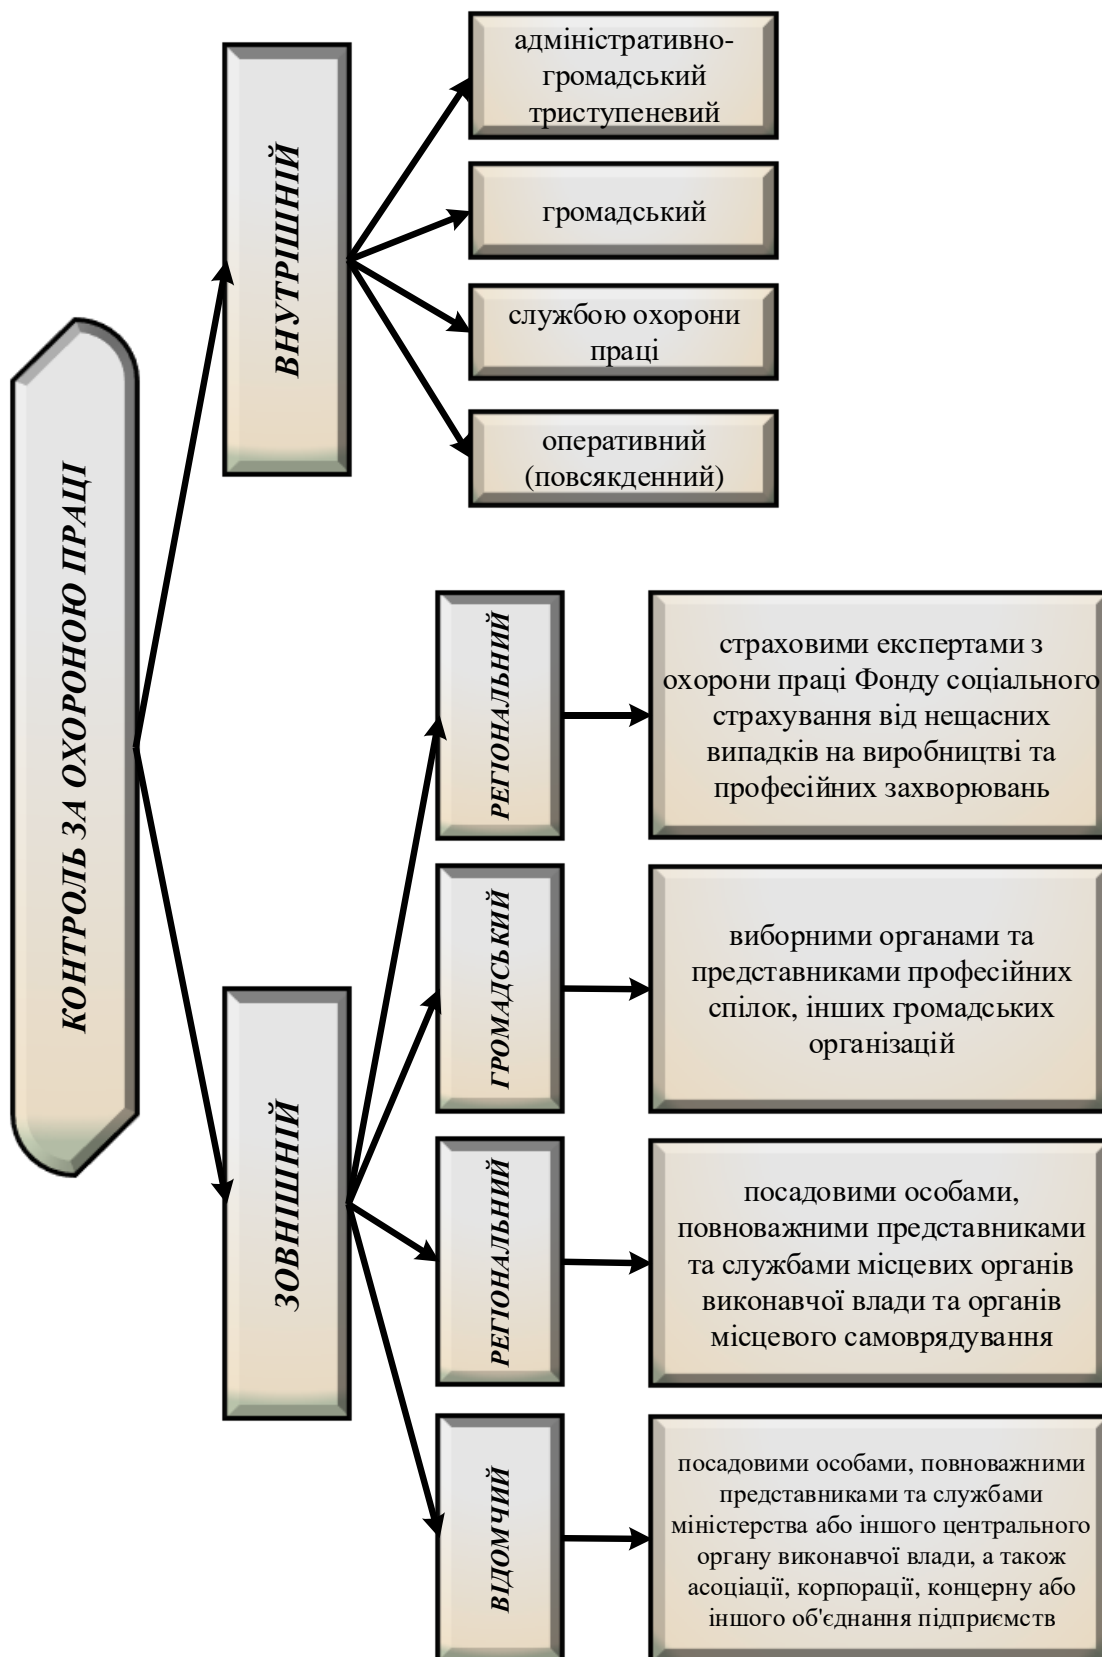 КОНТРОЛЬ ЗА ОХОРОНОЮ ПРАЦІ
ВНУТРІШНІЙ
адміністративно-
громадський
триступеневий
громадський
службою охорони
праці
оперативний
(повсякденний)
ЗОВНІШНІЙ
РЕГІОНАЛЬНИЙ
страховими експертами з
охорони праці Фонду соціального
страхування від нещасних
випадків на виробництві та
професійних захворювань
ГРОМАДСЬКИЙ
виборними органами та
представниками професійних
спілок, інших громадських
організацій
РЕГІОНАЛЬНИЙ
посадовими особами,
повноважними представниками
та службами місцевих органів
виконавчої влади та органів
місцевого самоврядування
ВІДОМЧИЙ
посадовими особами, повноважними
представниками та службами
міністерства або іншого центрального
органу виконавчої влади, а також
асоціації, корпорації, концерну або
іншого об'єднання підприємств